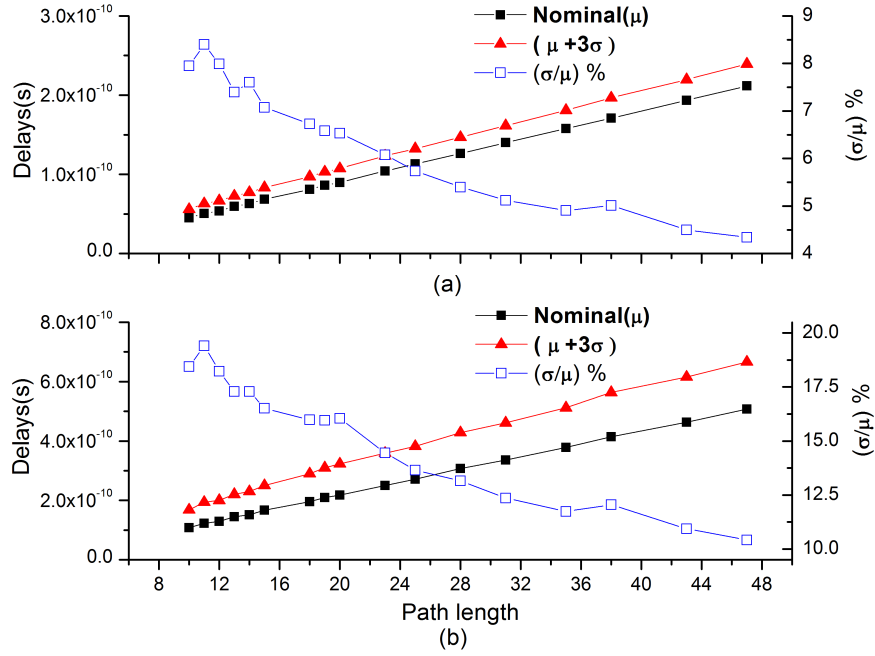 3.0x10⁻¹⁰
2.0x10⁻¹⁰
1.0x10⁻¹⁰
0.0
Delays(s)
Nominal(μ)
( μ +3σ )
(σ/μ) %
9
8
7
6
5
4
(σ/μ) %
(a)
8.0x10⁻¹⁰
6.0x10⁻¹⁰
4.0x10⁻¹⁰
2.0x10⁻¹⁰
0.0
Delays(s)
Nominal(μ)
( μ +3σ )
(σ/μ) %
20.0
17.5
15.0
12.5
10.0
(σ/μ) %
8 12 16 20 24 28 32 36 40 44 48
Path length
(b)